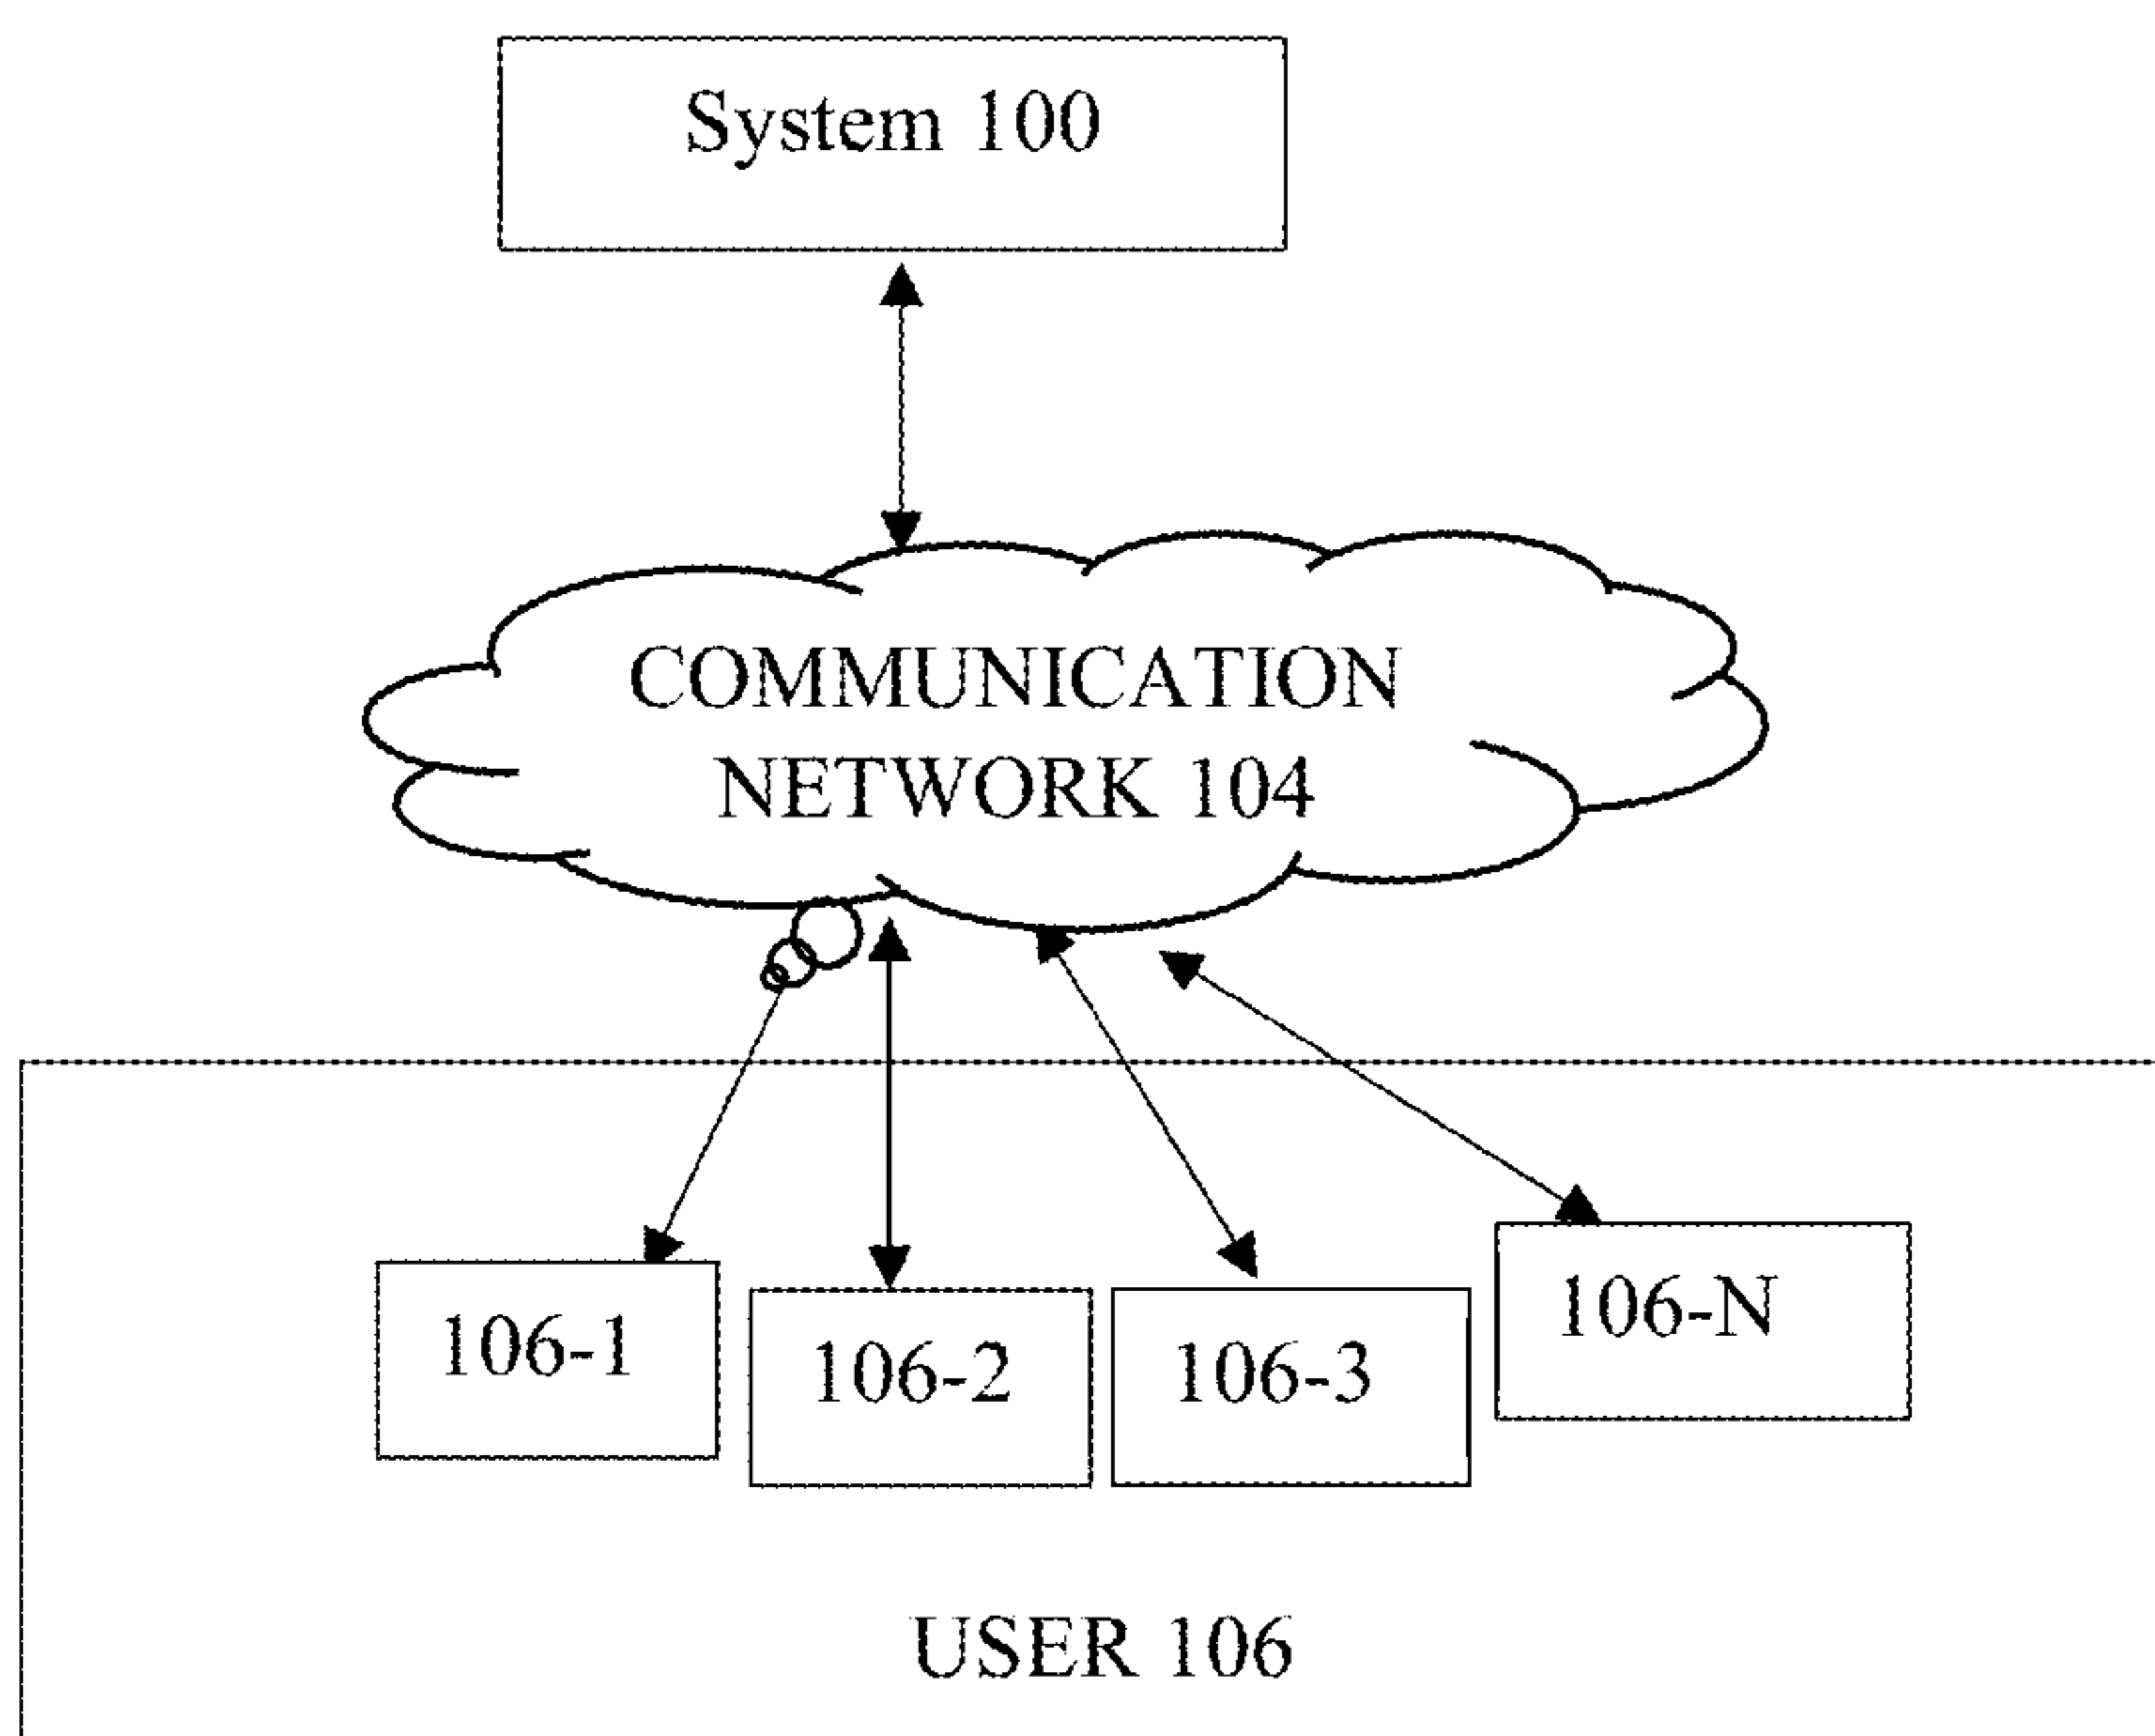 System 100
COMMUNICATION
NETWORK 104
106-1
106-2
106-3
106-N
USER 106